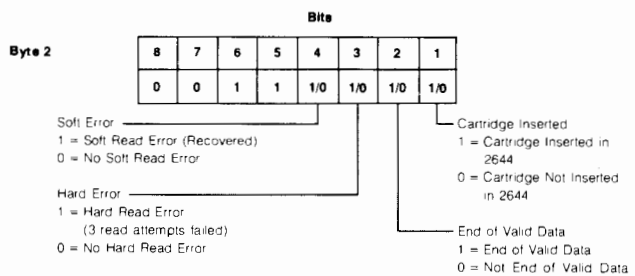 Bits
Byte 2
8 7 6 5 4 3 2 1
0 0 1 1 1/0 1/0 1/0 1/0
Soft Error
1 = Soft Read Error (Recovered)
0 = No Soft Read Error
Hard Error
1 = Hard Read Error
(3 read attempts failed)
0 = No Hard Read Error
Cartridge Inserted
1 = Cartridge Inserted in
2644
0 = Cartridge Not Inserted
in 2644
End of Valid Data
1 = End of Valid Data
0 = Not End of Valid Data